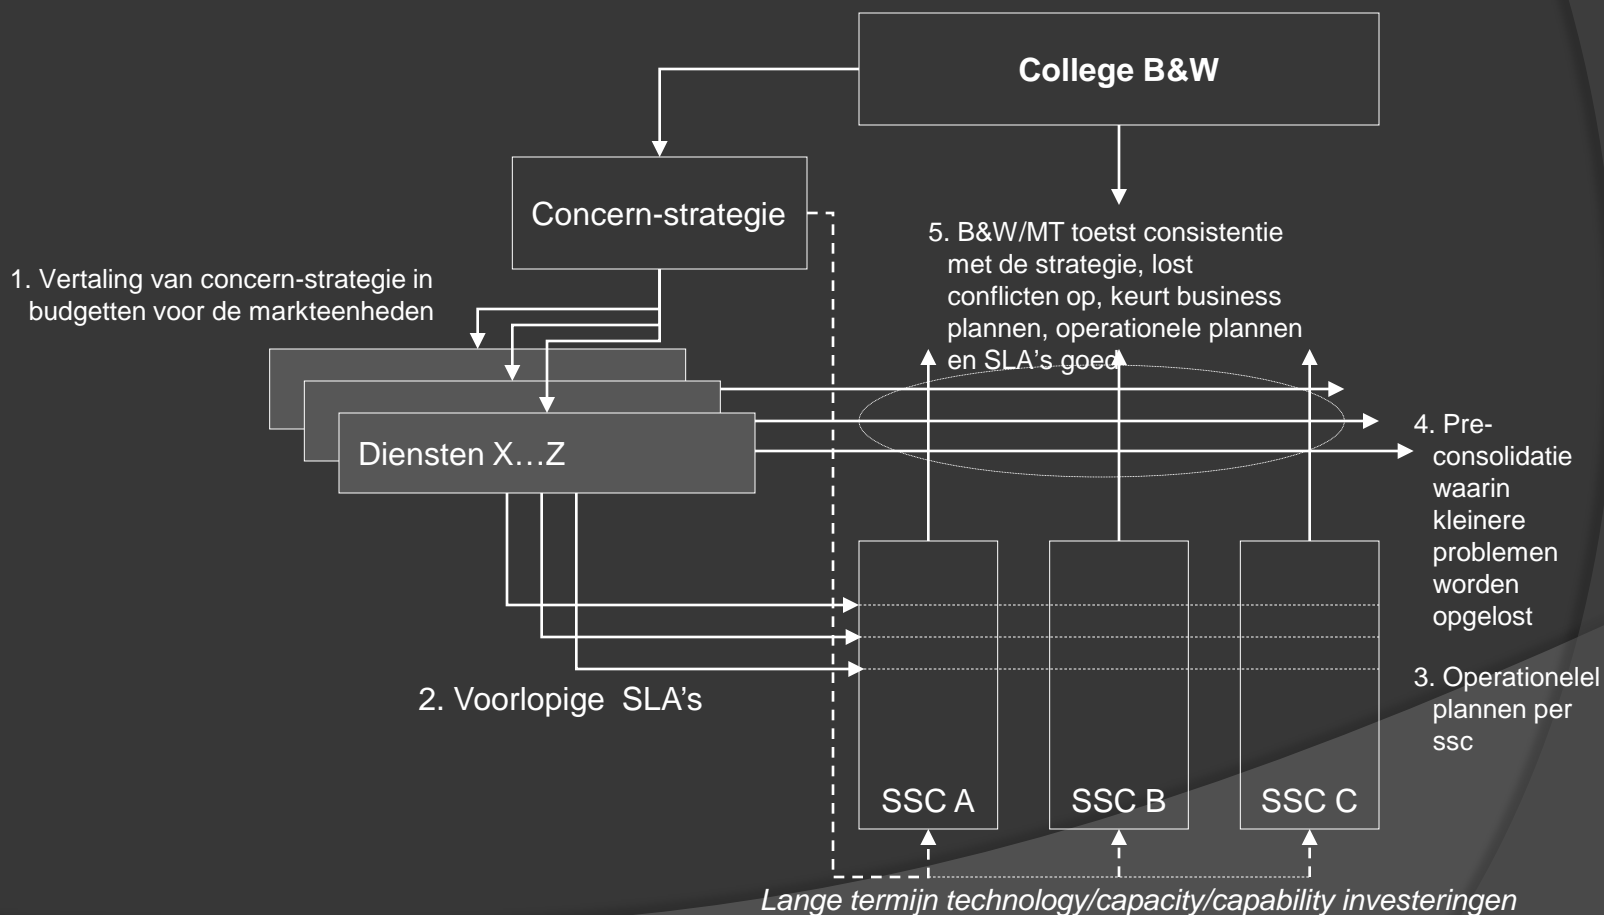 College B&W
Concern-strategie
1. Vertaling van concern-strategie in
budgetten voor de markteenheden
5. B&W/MT toetst consistentie
met de strategie, lost
conflicten op, keurt business
plannen, operationele plannen
en SLA's goed
Diensten X…Z
4. Pre-
consolidatie
waarin
kleinere
problemen
worden
opgelost
2. Voorlopige SLA's
3. Operationelel
plannen per
ssc
SSC A
SSC B
SSC C
Lange termijn technology/capacity/capability investeringen